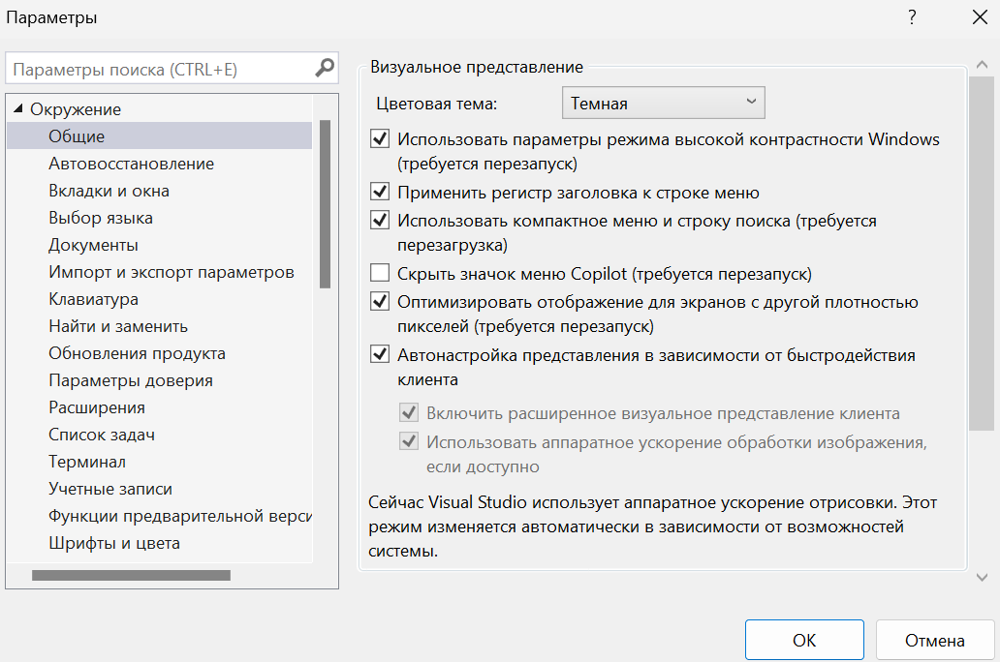 Параметры
?
Параметры поиска (CTRL+E)
Окружение
Общие
Автовосстановление
Вкладки и окна
Выбор языка
Документы
Импорт и экспорт параметров
Клавиатура
Найти и заменить
Обновления продукта
Параметры доверия
Расширения
Список задач
Терминал
Учетные записи
Функции предварительной верси
Шрифты и цвета
Визуальное представление
Цветовая тема:
Темная
Использовать параметры режима высокой контрастности Windows
(требуется перезапуск)
Применить регистр заголовка к строке меню
Использовать компактное меню и строку поиска (требуется
перезагрузка)
Скрыть значок меню Copilot (требуется перезапуск)
Оптимизировать отображение для экранов с другой плотностью
пикселей (требуется перезапуск)
Автонастройка представления в зависимости от быстродействия
клиента
Включить расширенное визуальное представление клиента
Использовать аппаратное ускорение обработки изображения,
если доступно
Сейчас Visual Studio использует аппаратное ускорение отрисовки. Этот
режим изменяется автоматически в зависимости от возможностей
системы.
ОК
Отмена